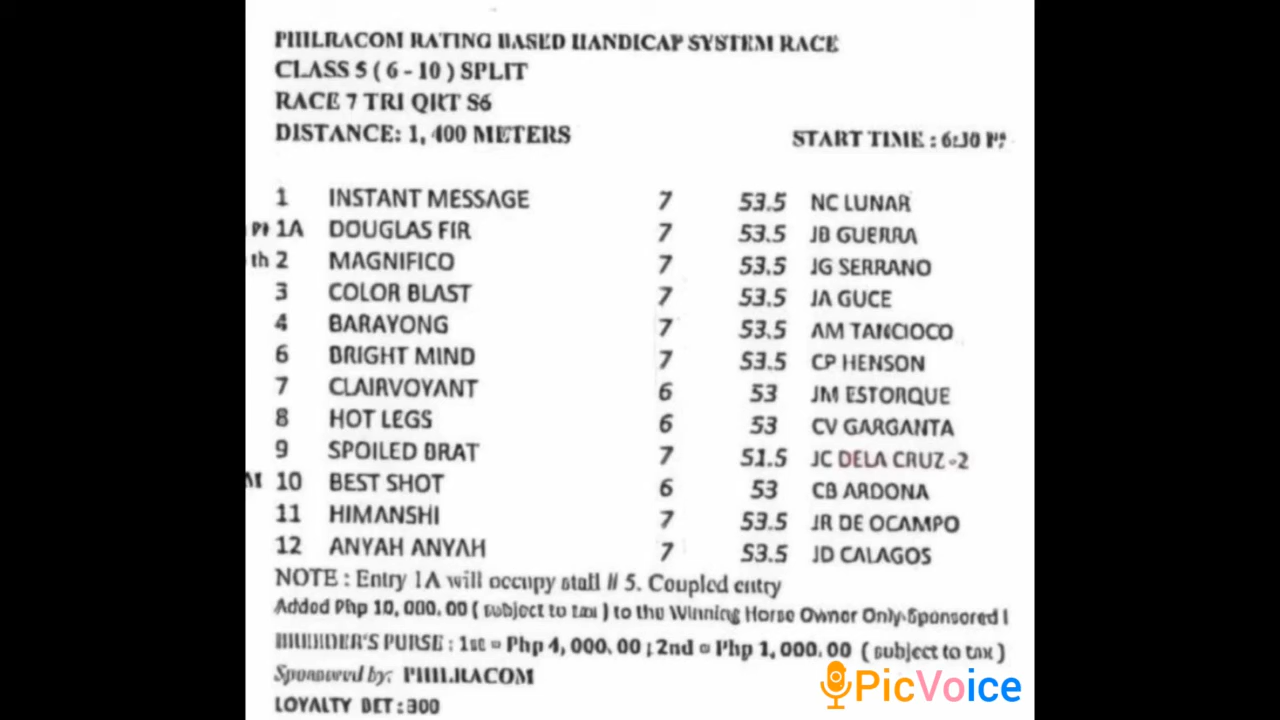 PHILRACOM RATING BASED HANDICAP SYSTEM RACE
CLASS 5 ( 6 - 10 ) SPLIT
RACE 7 TRI QRT S6
DISTANCE: 1, 400 METERS START TIME : 6:30
1 INSTANT MESSAGE 7 53.5 NC LUNAR
1A DOUGLAS FIR 7 53.5 JB GUERRA
th 2 MAGNIFICO 7 53.5 JG SERRANO
3 COLOR BLAST 7 53.5 JA GUCE
4 BARAYONG 7 53.5 AM TANCIOCO
6 BRIGHT MIND 7 53.5 CP HENSON
7 CLAIRVOYANT 6 53 JM ESTORQUE
8 HOT LEGS 6 53 CV GARGANTA
9 SPOILED BRAT 7 51.5 JC DELA CRUZ -2
10 BEST SHOT 6 53 CB ARDONA
11 HIMANSHI 7 53.5 JR DE OCAMPO
12 ANYAH ANYAH 7 53.5 JD CALAGOS
NOTE : Entry 1A will occupy stall # 5. Coupled entry
Added Php 10, 000. 00 ( subject to tax ) to the Winning Horse Owner Only-Sponsored
BREEDER'S PURSE : 1st = Php 4, 000. 00 ; 2nd = Php 1, 000. 00 ( subject to tax )
Sponsored by: PHILRACOM
LOYALTY BET : 300
PicVoice